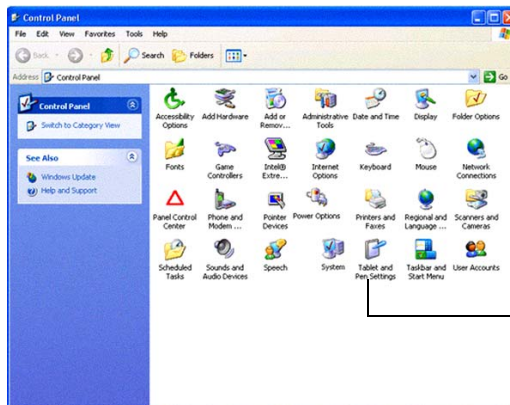 Control Panel
File Edit View Favorites Tools Help
Back Search Folders
Address Control Panel Go
Control Panel
Switch to Category View
See Also
Windows Update
Help and Support
Accessibility Options
Add Hardware
Add or Remov...
Administrative Tools
Date and Time
Display
Folder Options
Fonts
Game Controllers
Intel® Extre...
Internet Options
Keyboard
Mouse
Network Connections
Panel Control Center
Phone and Modem ...
Pointer Devices
Power Options
Printers and Faxes
Regional and Language ...
Scanners and Cameras
Scheduled Tasks
Sounds and Audio Devices
Speech
System
Tablet and Pen Settings
Taskbar and Start Menu
User Accounts